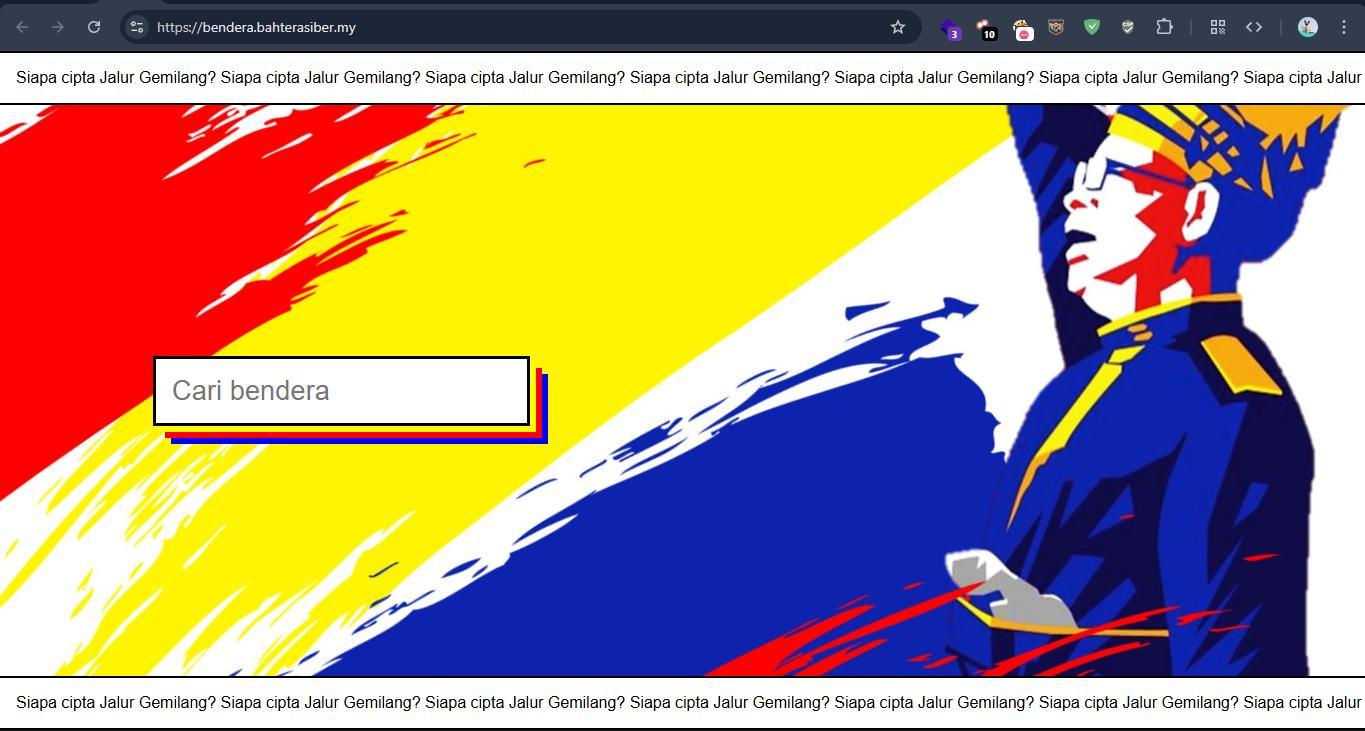 https://bendera.bahterasiber.my
3
10
CSP
Siapa cipta Jalur Gemilang? Siapa cipta Jalur Gemilang? Siapa cipta Jalur Gemilang? Siapa cipta Jalur Gemilang? Siapa cipta Jalur Gemilang? Siapa cipta Jalur Gemilang? Siapa cipta Jalur
Cari bendera
Siapa cipta Jalur Gemilang? Siapa cipta Jalur Gemilang? Siapa cipta Jalur Gemilang? Siapa cipta Jalur Gemilang? Siapa cipta Jalur Gemilang? Siapa cipta Jalur Gemilang? Siapa cipta Jalur